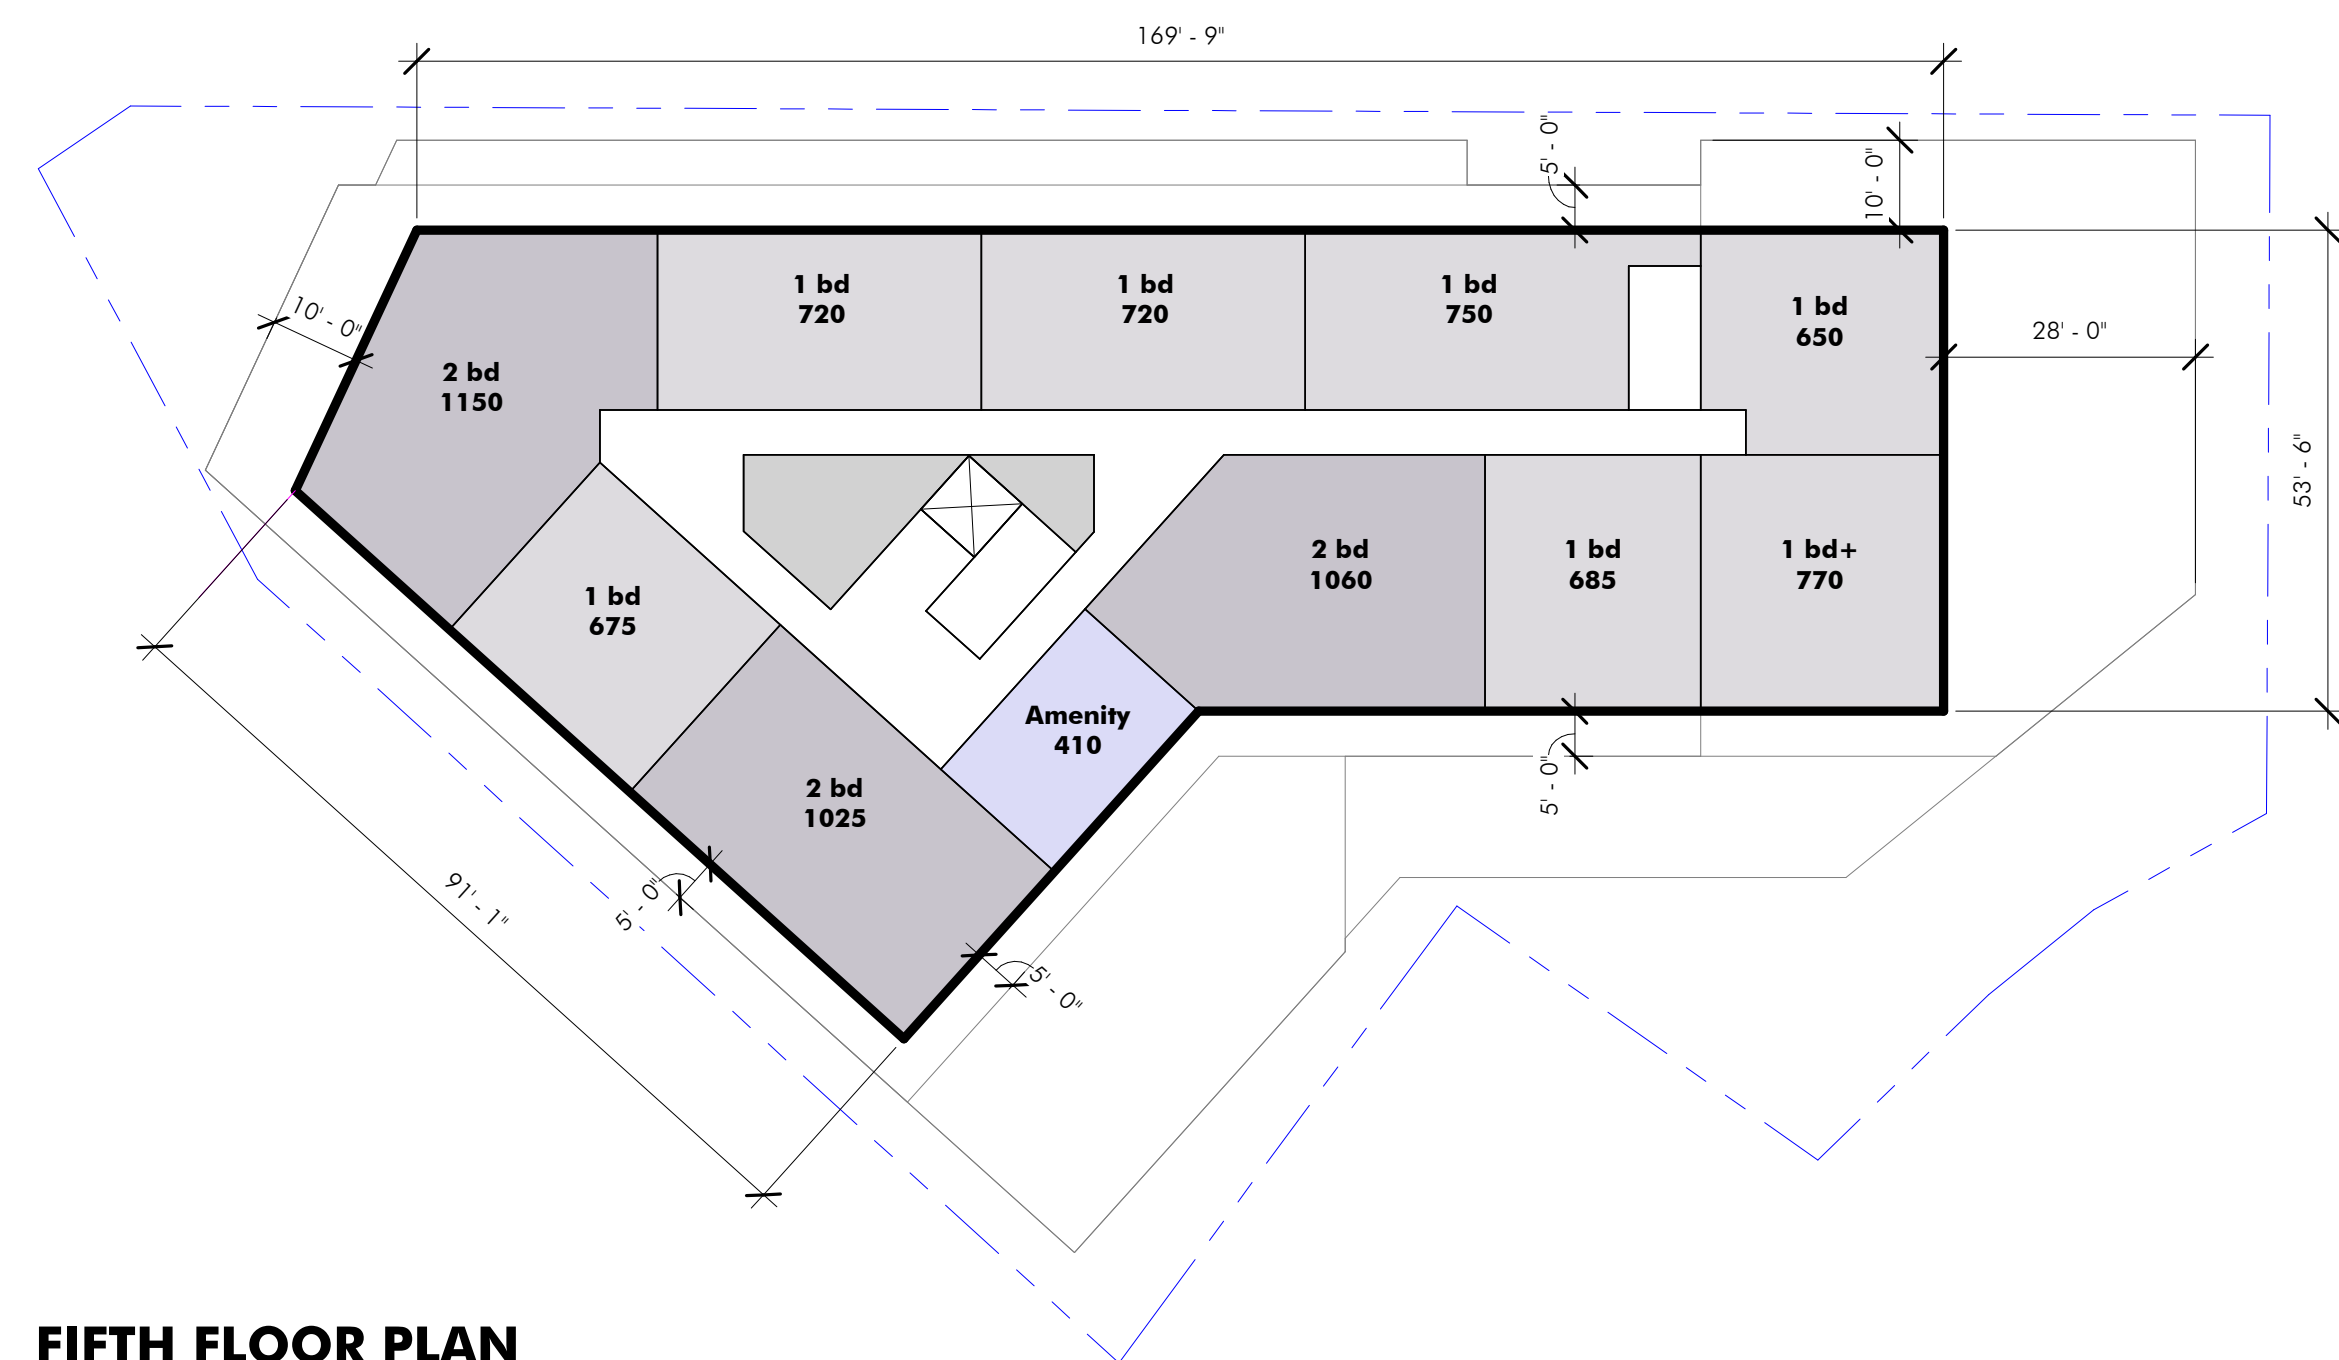 169' - 9"
5' - 0"
10' - 0"
10' - 0"
1 bd
720
1 bd
720
1 bd
750
1 bd
650
28' - 0"
2 bd
1150
53' - 6"
1 bd
675
2 bd
1060
1 bd
685
1 bd+
770
Amenity
410
2 bd
1025
5' - 0"
91' - 1"
5' - 0"
5' - 0"
FIFTH FLOOR PLAN